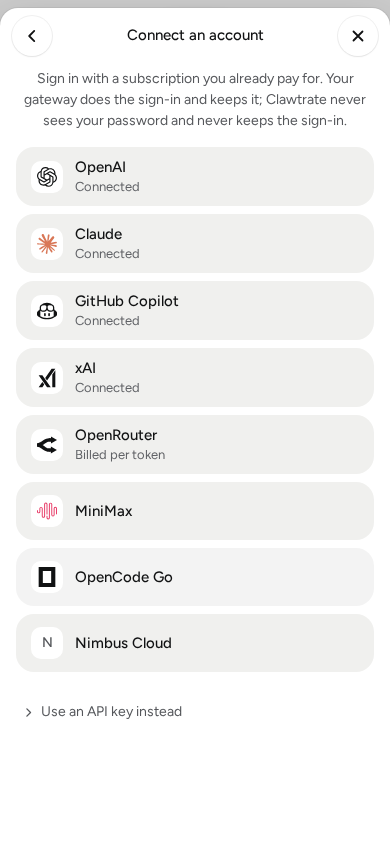 Connect an account
Sign in with a subscription you already pay for. Your
gateway does the sign-in and keeps it; Clawtrate never
sees your password and never keeps the sign-in.
OpenAI
Connected
Claude
Connected
GitHub Copilot
Connected
xAI
Connected
OpenRouter
Billed per token
MiniMax
OpenCode Go
N
Nimbus Cloud
Use an API key instead